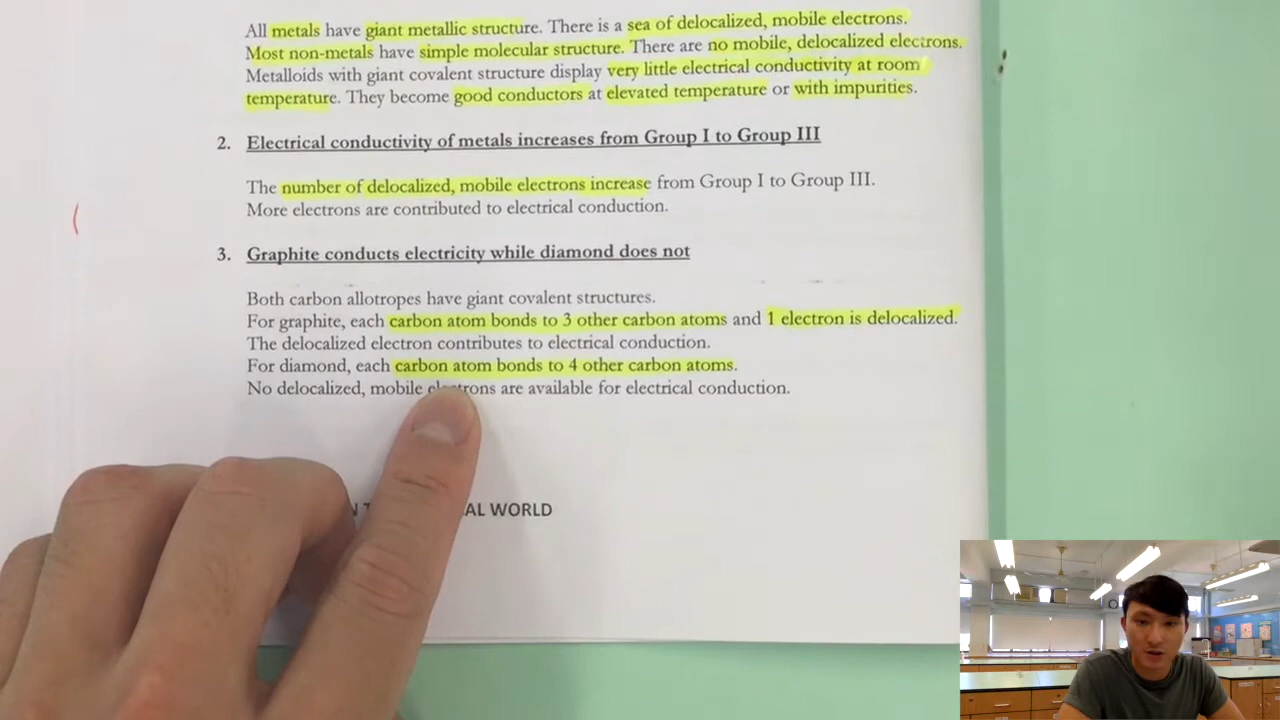 All metals have giant metallic structure. There is a sea of delocalized, mobile electrons.
Most non-metals have simple molecular structure. There are no mobile, delocalized electrons.
Metalloids with giant covalent structure display very little electrical conductivity at room
temperature. They become good conductors at elevated temperature or with impurities.
2. Electrical conductivity of metals increases from Group I to Group III
The number of delocalized, mobile electrons increase from Group I to Group III.
More electrons are contributed to electrical conduction.
3. Graphite conducts electricity while diamond does not
Both carbon allotropes have giant covalent structures.
For graphite, each carbon atom bonds to 3 other carbon atoms and 1 electron is delocalized.
The delocalized electron contributes to electrical conduction.
For diamond, each carbon atom bonds to 4 other carbon atoms.
No delocalized, mobile electrons are available for electrical conduction.
WORLD